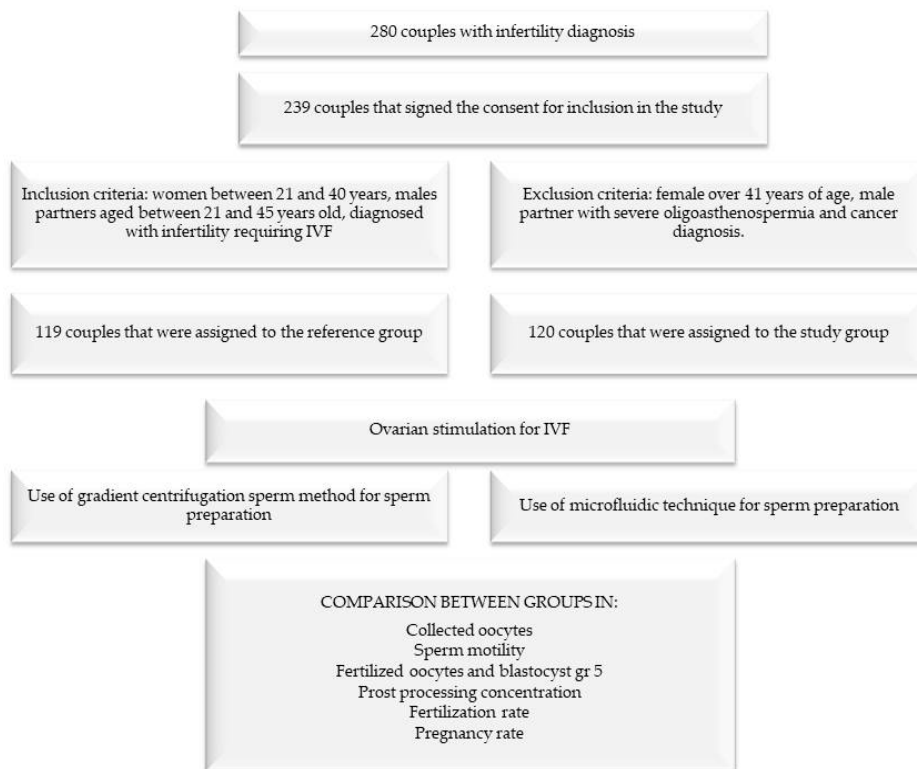 280 couples with infertility diagnosis
239 couples that signed the consent for inclusion in the study
Inclusion criteria: women between 21 and 40 years, males
partners aged between 21 and 45 years old, diagnosed
with infertility requiring IVF
Exclusion criteria: female over 41 years of age, male
partner with severe oligoasthenospermia and cancer
diagnosis.
119 couples that were assigned to the reference group
120 couples that were assigned to the study group
Ovarian stimulation for IVF
Use of gradient centrifugation sperm method for sperm
preparation
Use of microfluidic technique for sperm preparation
COMPARISON BETWEEN GROUPS IN:
Collected oocytes
Sperm motility
Fertilized oocytes and blastocyst gr 5
Prost processing concentration
Fertilization rate
Pregnancy rate